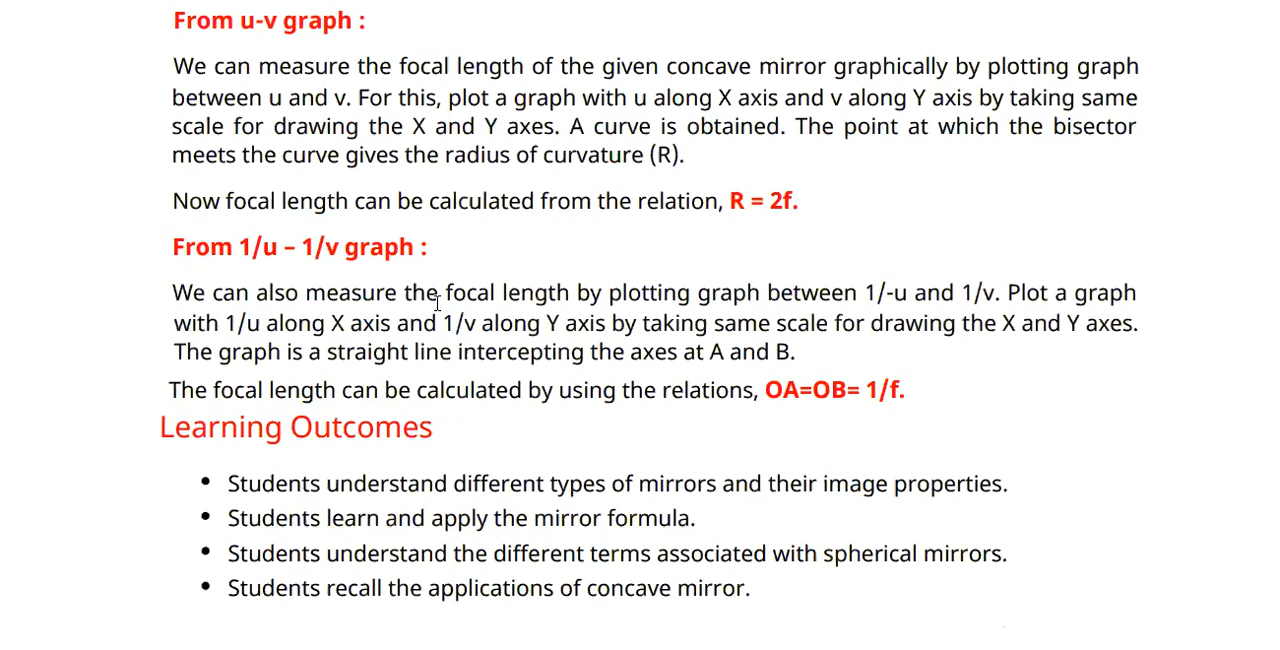 From u-v graph :
We can measure the focal length of the given concave mirror graphically by plotting graph
between u and v. For this, plot a graph with u along X axis and v along Y axis by taking same
scale for drawing the X and Y axes. A curve is obtained. The point at which the bisector
meets the curve gives the radius of curvature (R).
Now focal length can be calculated from the relation, R = 2f.
From 1/u – 1/v graph :
We can also measure the focal length by plotting graph between 1/-u and 1/v. Plot a graph
with 1/u along X axis and 1/v along Y axis by taking same scale for drawing the X and Y axes.
The graph is a straight line intercepting the axes at A and B.
The focal length can be calculated by using the relations, OA=OB= 1/f.
Learning Outcomes
• Students understand different types of mirrors and their image properties.
• Students learn and apply the mirror formula.
• Students understand the different terms associated with spherical mirrors.
• Students recall the applications of concave mirror.